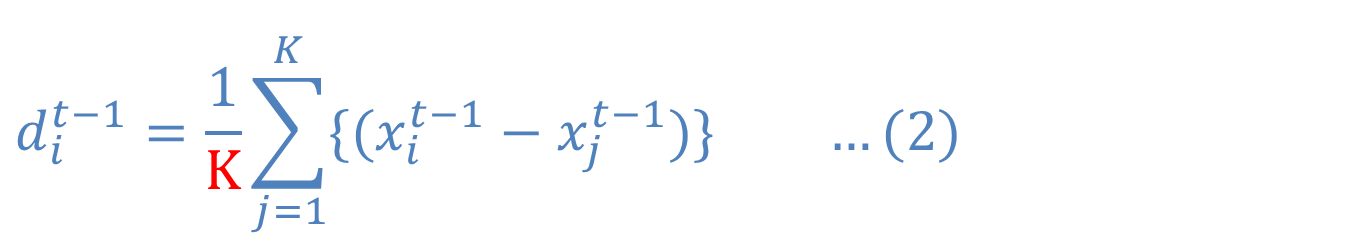 d_i^{t−1} = \frac{1}{K} \sum_{j=1}^{K} {(x_i^{t−1} − x_j^{t−1})} ... (2)